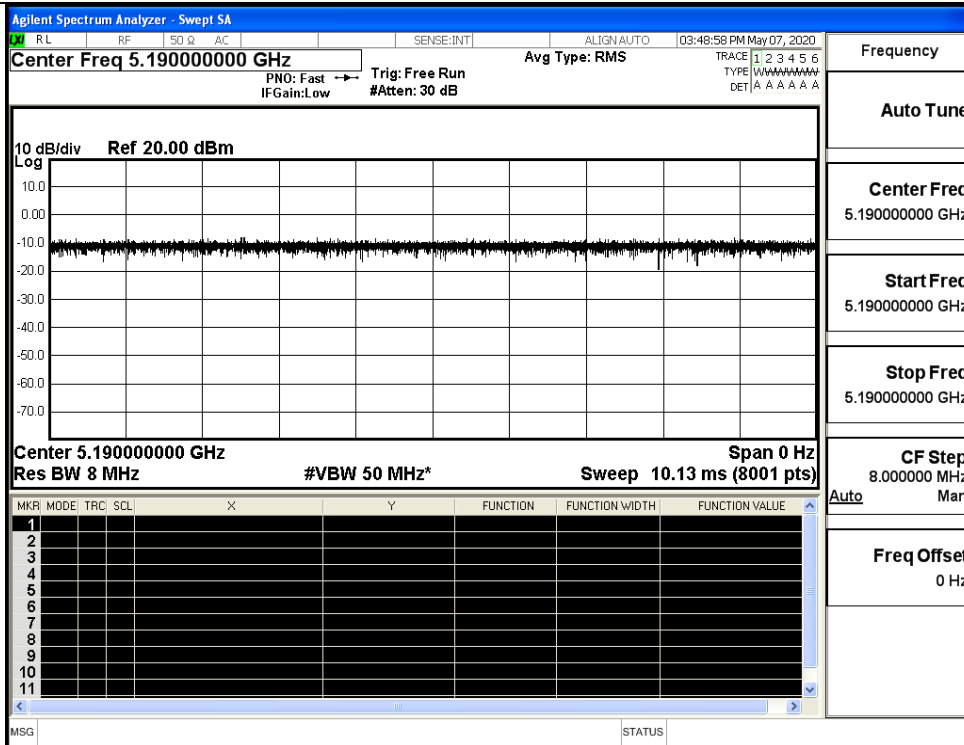 Agilent Spectrum Analyzer - Swept SA
LXI RL RF 50 Ω AC SENSE:INT ALIGN AUTO 03:48:58 PM May 07, 2020
Center Freq 5.190000000 GHz
PNO: Fast
IFGain:Low
Trig: Free Run
#Atten: 30 dB
Avg Type: RMS
TRACE 1 2 3 4 5 6
TYPE WWWWWW
DET A A A A A A
10 dB/div Ref 20.00 dBm
Log
10.0
0.00
-10.0
-20.0
-30.0
-40.0
-50.0
-60.0
-70.0
Center 5.190000000 GHz Span 0 Hz
Res BW 8 MHz #VBW 50 MHz* Sweep 10.13 ms (8001 pts)
MKR MODE TRC SCL X Y FUNCTION FUNCTION WIDTH FUNCTION VALUE
1
2
3
4
5
6
7
8
9
10
11
MSG STATUS
Frequency
Auto Tune
Center Freq
5.190000000 GHz
Start Freq
5.190000000 GHz
Stop Freq
5.190000000 GHz
CF Step
8.000000 MHz
Auto Man
Freq Offset
0 Hz